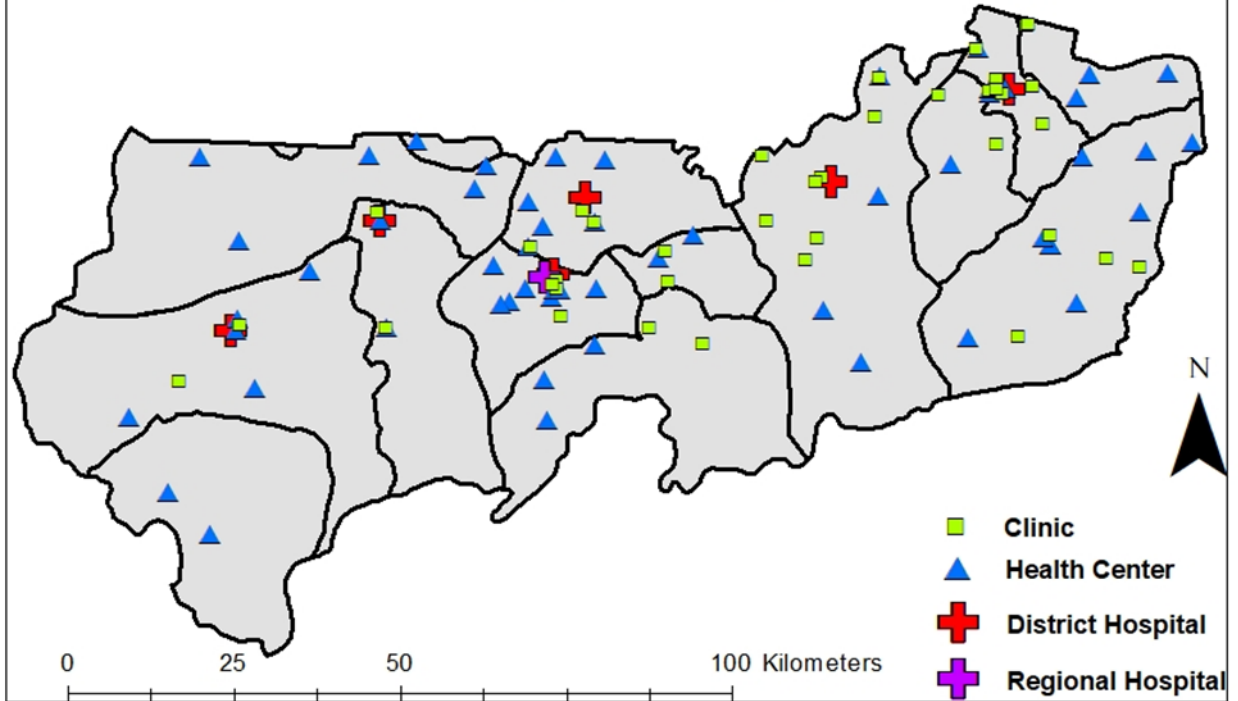 N
Clinic
Health Center
District Hospital
Regional Hospital
0 25 50 100 Kilometers